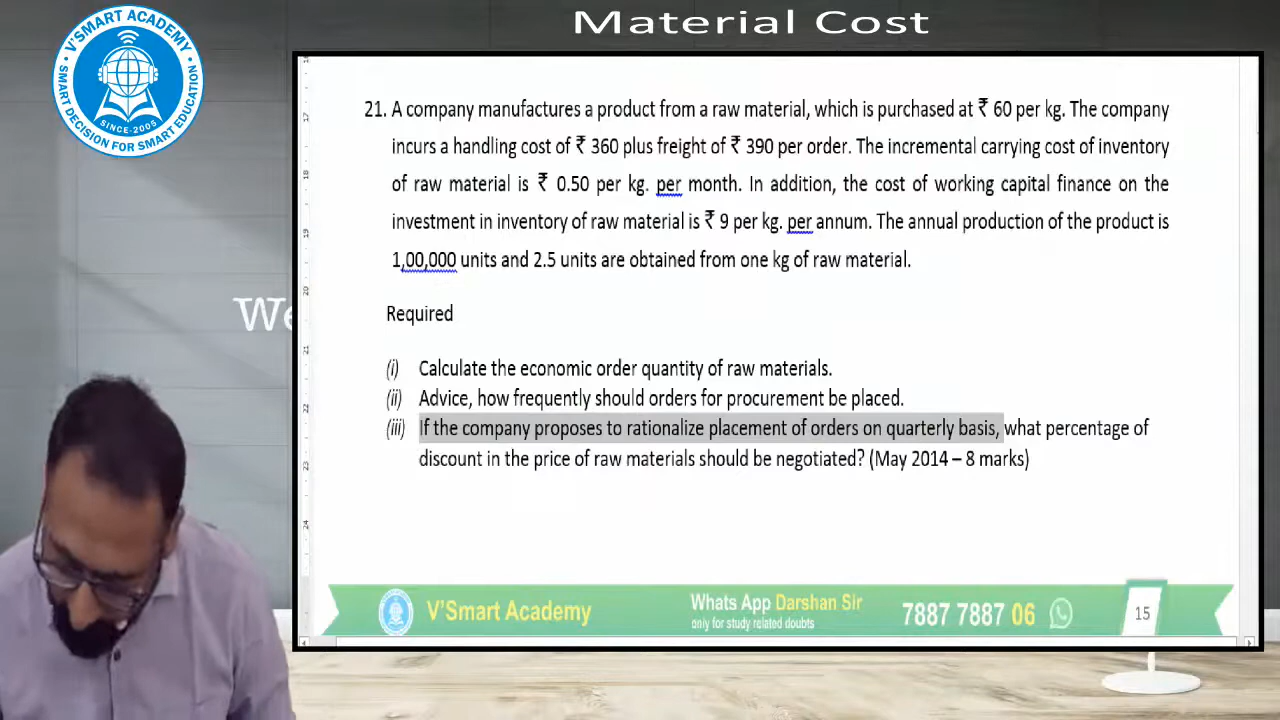 Material Cost
V'SMART ACADEMY
SINCE-2005
SMART DECISION FOR SMART EDUCATION
We
21. A company manufactures a product from a raw material, which is purchased at ₹ 60 per kg. The company
incurs a handling cost of ₹ 360 plus freight of ₹ 390 per order. The incremental carrying cost of inventory
of raw material is ₹ 0.50 per kg. per month. In addition, the cost of working capital finance on the
investment in inventory of raw material is ₹ 9 per kg. per annum. The annual production of the product is
1,00,000 units and 2.5 units are obtained from one kg of raw material.
Required
(i) Calculate the economic order quantity of raw materials.
(ii) Advice, how frequently should orders for procurement be placed.
(iii) If the company proposes to rationalize placement of orders on quarterly basis, what percentage of
discount in the price of raw materials should be negotiated? (May 2014 – 8 marks)
V'Smart Academy
Whats App Darshan Sir
only for study related doubts
7887 7887 06
15
17
18
19
20
21
22
23
24